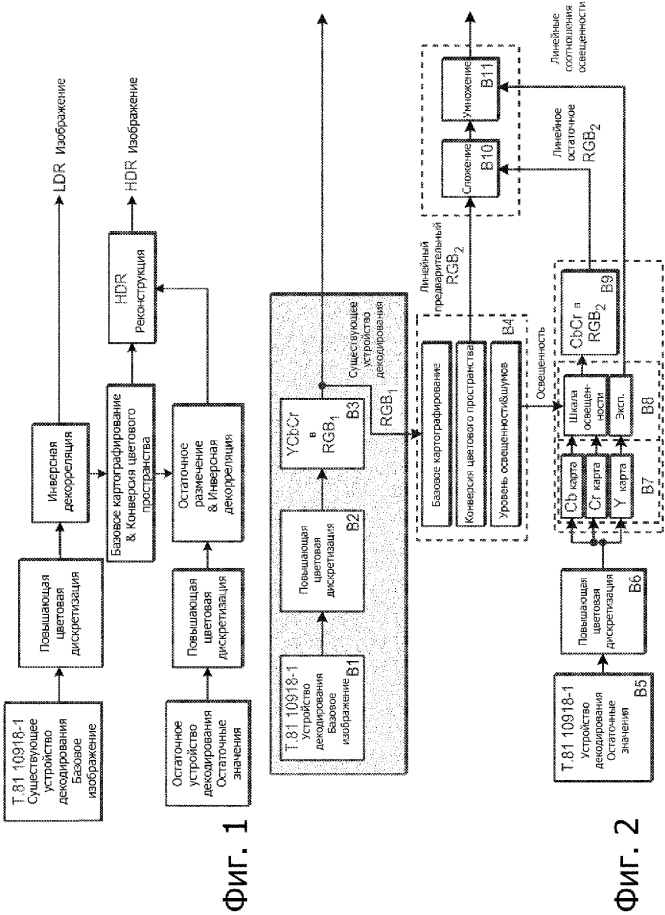 T.81 10918-1
Существующее
устройство
декодирования
Базовое
изображение
Повышающая
цветовая
дискретизация
Инверсная
декорреляция
LDR Изображение
Базовое картографирование
& Конверсия цветового
пространства
HDR
Реконструкция
HDR Изображение
Остаточное
устройство
декодирования
Остаточные
значения
Повышающая
цветовая
дискретизация
Остаточное
размечение
& Инверсная
декорреляция
Фиг. 1
T.81 10918-1
Устройство
декодирования
Базовое
изображение
B1
Повышающая
цветовая
дискретизация
B2
YCbCr
в
RGB1
B3
Существующее
устройство
декодирования
RGB1
Базовое картографирование
Конверсия цветового пространства
Уровень освещенности&шумов
B4
Линейный
предварительный
RGB2
Освещенность
Сложение
B10
Умножение
B11
Линейное
остаточное
RGB2
Линейные
соотношения
освещенности
T.81 10918-1
Устройство
декодирования
Остаточные
значения
B5
Повышающая
цветовая
дискретизация
B6
Cb карта
Cr карта
Y карта
B7
Шкала
освещен-
ности
Эксп.
B8
CbCr в
RGB2
B9
Фиг. 2